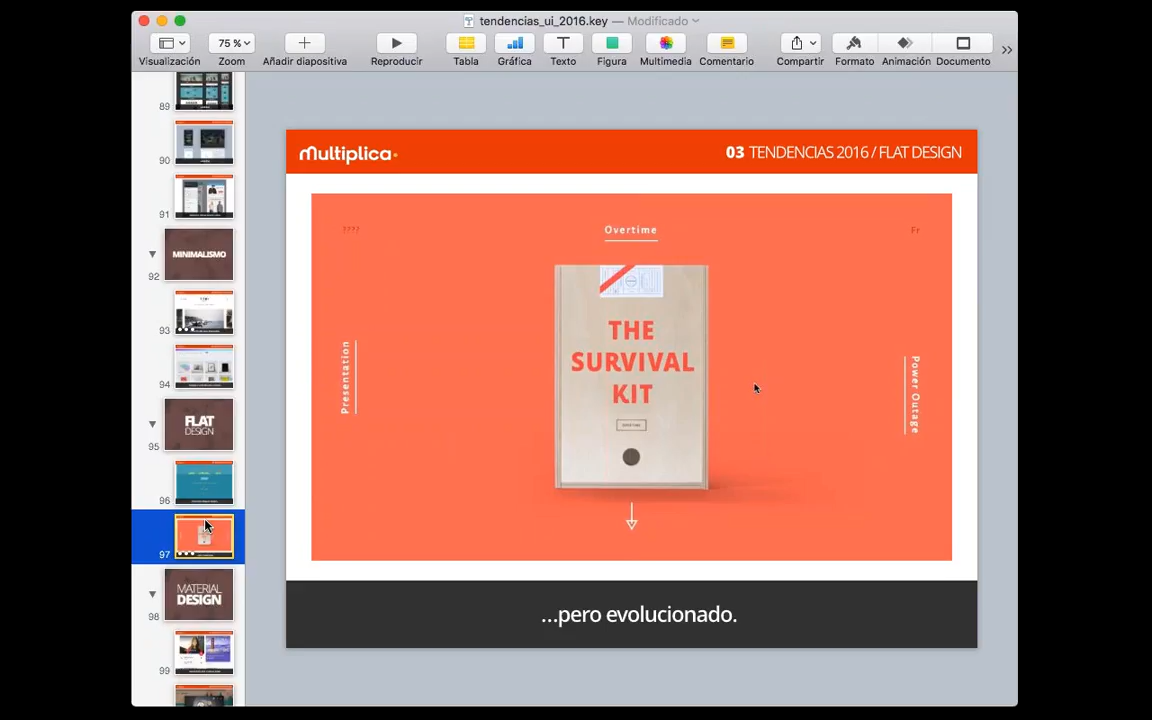 tendencias_ui_2016.key — Modificado
75 %
Visualización
Zoom
Añadir diapositiva
Reproducir
Tabla
Gráfica
Texto
Figura
Multimedia
Comentario
Compartir
Formato
Animación
Documento
89
90
91
MINIMALISMO
92
93
94
FLAT
DESIGN
95
96
97
MATERIAL
DESIGN
98
99
Multiplica
03 TENDENCIAS 2016 / FLAT DESIGN
????
Overtime
Fr
Presentation
THE
SURVIVAL
KIT
Power Outage
...pero evolucionado.